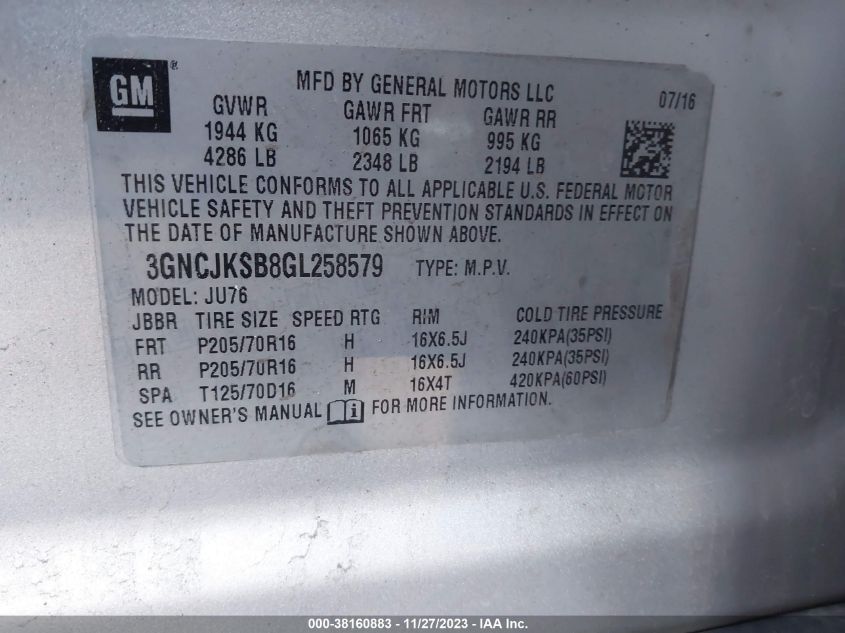 GM®
MFD BY GENERAL MOTORS LLC
07/16
GVWR GAWR FRT GAWR RR
1944 KG 1065 KG 995 KG
4286 LB 2348 LB 2194 LB
THIS VEHICLE CONFORMS TO ALL APPLICABLE U.S. FEDERAL MOTOR
VEHICLE SAFETY AND THEFT PREVENTION STANDARDS IN EFFECT ON
THE DATE OF MANUFACTURE SHOWN ABOVE.
3GNCJKSB8GL258579 TYPE: M.P.V.
MODEL: JU76
JBBR TIRE SIZE SPEED RTG RIM COLD TIRE PRESSURE
FRT P205/70R16 H 16X6.5J 240KPA(35PSI)
RR P205/70R16 H 16X6.5J 240KPA(35PSI)
SPA T125/70D16 M 16X4T 420KPA(60PSI)
SEE OWNER'S MANUAL i FOR MORE INFORMATION.
000-38160883 - 11/27/2023 - IAA Inc.